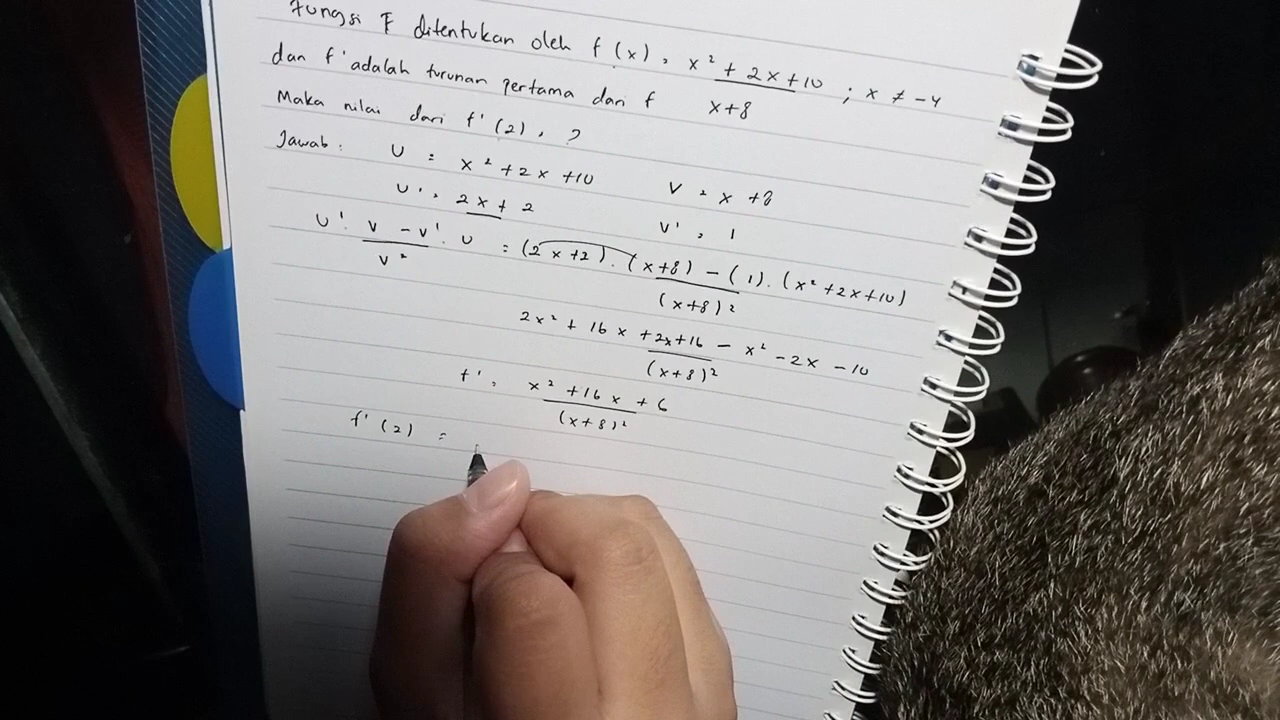 Fungsi F ditentukan oleh f(x) = x² + 2x + 10 / x+8 ; x ≠ -4
dan f' adalah turunan pertama dari f
Maka nilai dari f'(2) = ?
Jawab : U = x² + 2x + 10 V = x + 8
U' = 2x + 2 V' = 1
U'. V - V'. U / V² = (2x+2). (x+8) - (1). (x²+2x+10) / (x+8)²
2x² + 16x + 2x+16 - x² - 2x - 10 / (x+8)²
f' = x² + 16x + 6 / (x+8)²
f'(2) =